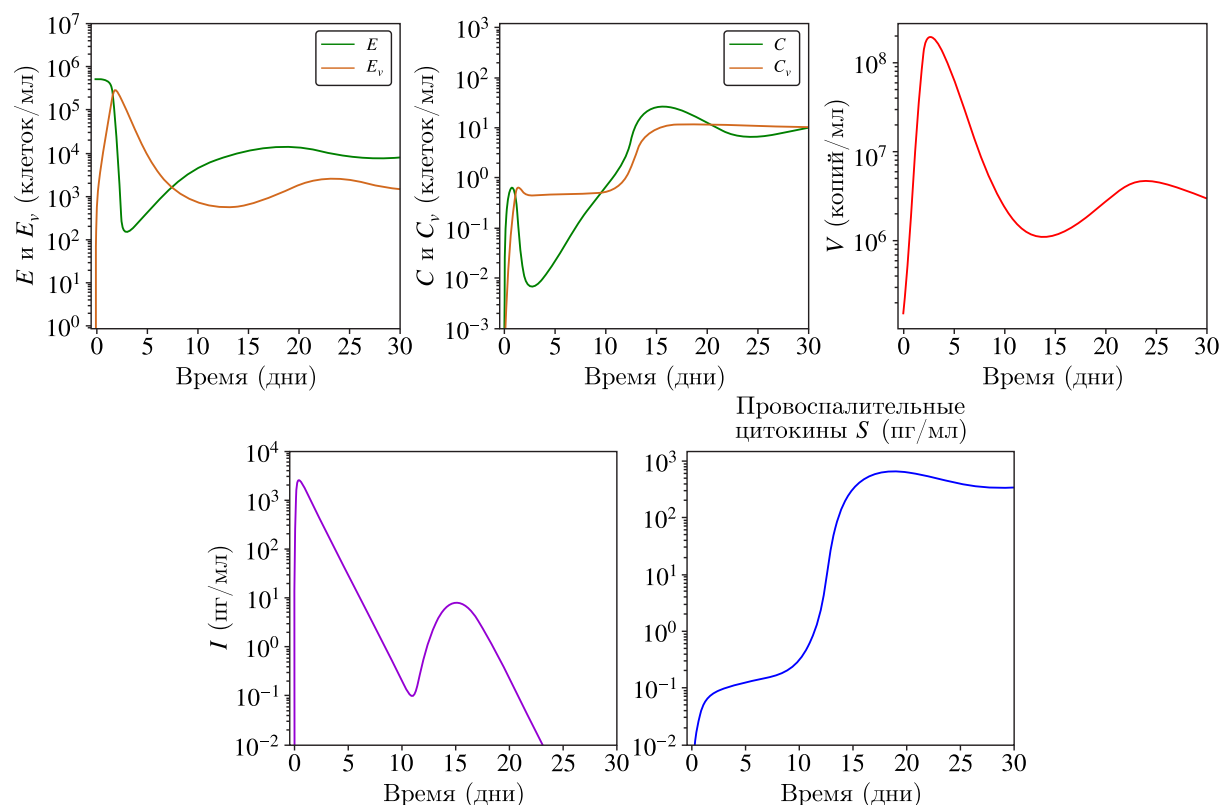 E и E_v (клеток/мл)
10^7
10^6
10^5
10^4
10^3
10^2
10^1
10^0
E
E_v
0 5 10 15 20 25 30
Время (дни)
C и C_v (клеток/мл)
10^3
10^2
10^1
10^0
10^−1
10^−2
10^−3
C
C_v
0 5 10 15 20 25 30
Время (дни)
V (копий/мл)
10^8
10^7
10^6
0 5 10 15 20 25 30
Время (дни)
I (пг/мл)
10^4
10^3
10^2
10^1
10^0
10^−1
10^−2
0 5 10 15 20 25 30
Время (дни)
Провоспалительные
цитокины S (пг/мл)
10^3
10^2
10^1
10^0
10^−1
10^−2
0 5 10 15 20 25 30
Время (дни)